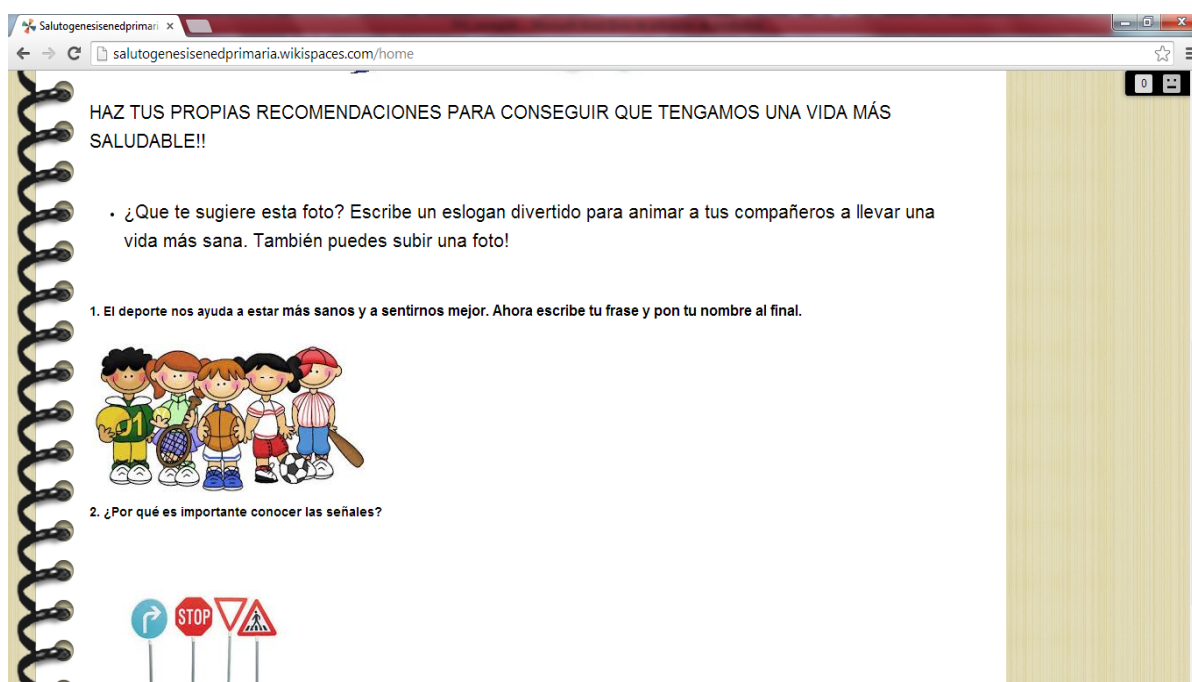 Salutogenesisenedprimari
salutogenesisenedprimaria.wikispaces.com/home
0
HAZ TUS PROPIAS RECOMENDACIONES PARA CONSEGUIR QUE TENGAMOS UNA VIDA MÁS
SALUDABLE!!
• ¿Que te sugiere esta foto? Escribe un eslogan divertido para animar a tus compañeros a llevar una
vida más sana. También puedes subir una foto!
1. El deporte nos ayuda a estar más sanos y a sentirnos mejor. Ahora escribe tu frase y pon tu nombre al final.
01
2. ¿Por qué es importante conocer las señales?
STOP